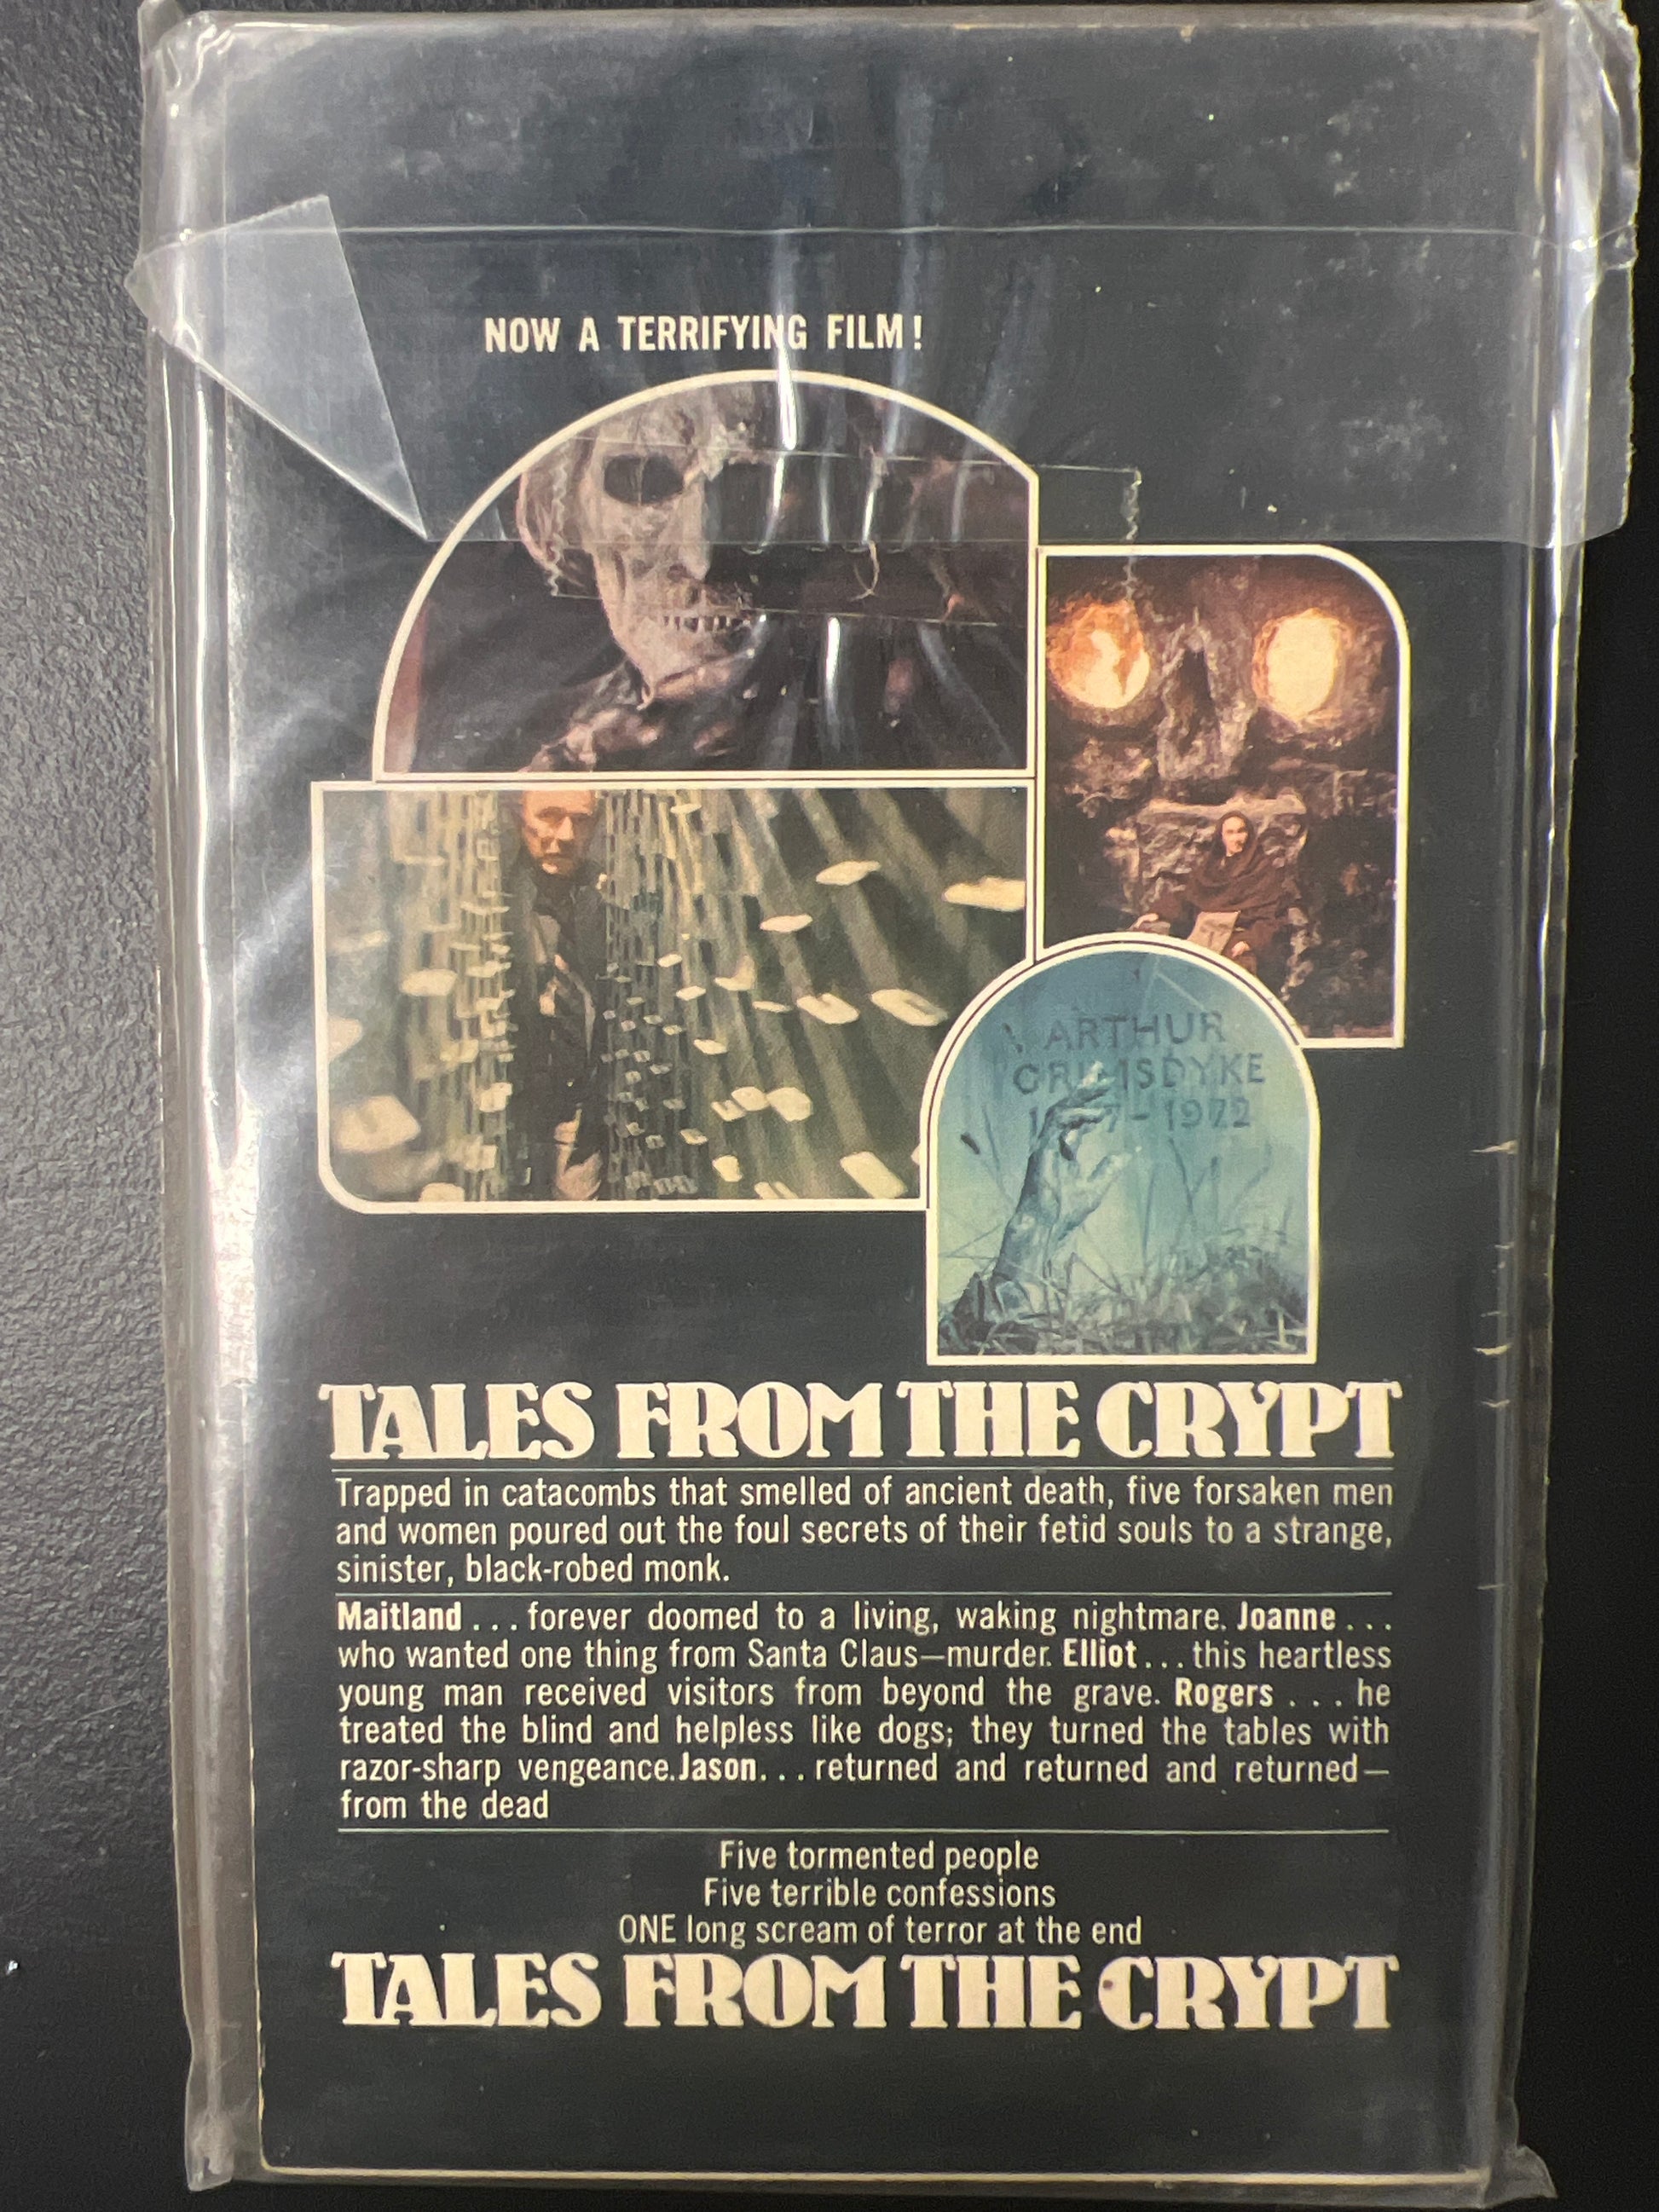 NOW A TERRIFYING FILM!
ARTHUR
GRIMSDYKE
7-1972
TALES FROM THE CRYPT
Trapped in catacombs that smelled of ancient death, five forsaken men
and women poured out the foul secrets of their fetid souls to a strange,
sinister, black-robed monk.
Maitland...forever doomed to a living, waking nightmare. Joanne...
who wanted one thing from Santa Claus—murder. Elliot...this heartless
young man received visitors from beyond the grave. Rogers...he
treated the blind and helpless like dogs; they turned the tables with
razor-sharp vengeance.Jason...returned and returned and returned—
from the dead
Five tormented people
Five terrible confessions
ONE long scream of terror at the end
TALES FROM THE CRYPT